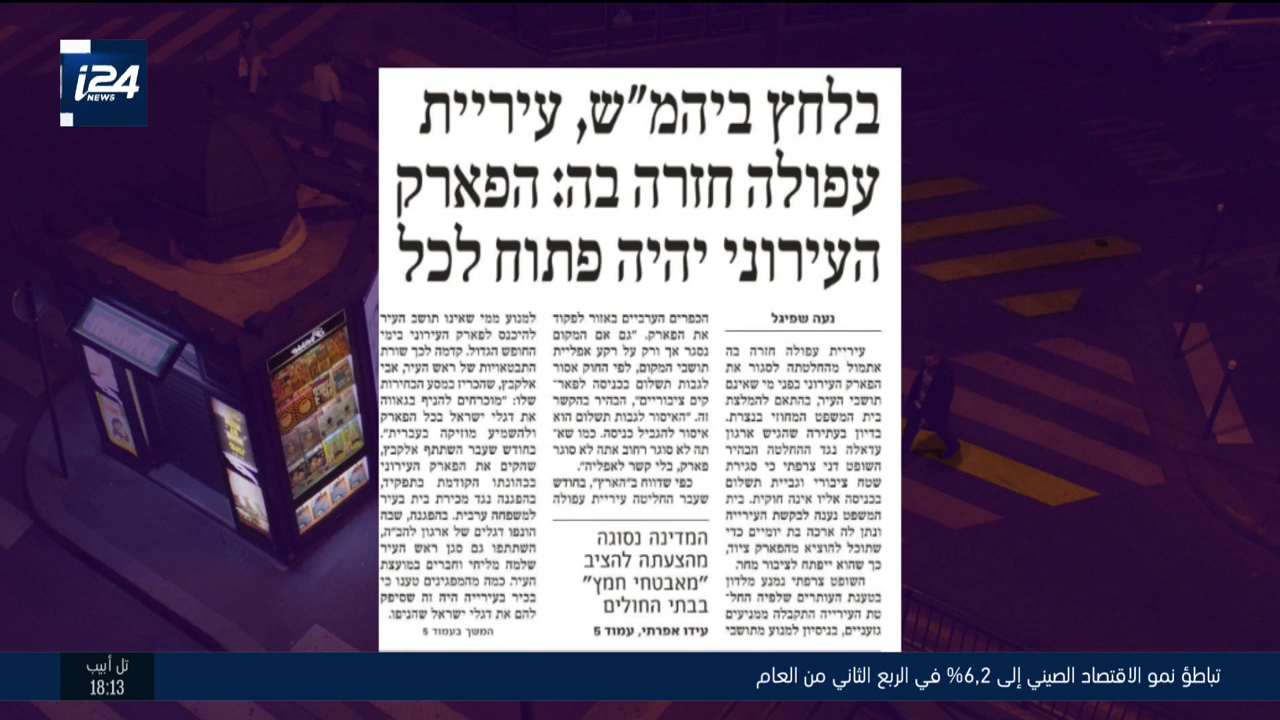 i24
NEWS
בלחץ ביהמ"ש, עיריית
עפולה חזרה בה: הפארק
העירוני יהיה פתוח לכל
נעה שפיגל
עיריית עפולה חזרה בה
אתמול מהחלטתה לסגור את
הפארק העירוני בפני מי שאינם
תושבי העיר, בהתאם להמלצת
בית המשפט המחוזי בנצרת.
בדיון בעתירה שהגיש ארגון
עדאלה נגד ההחלטה הבהיר
השופט דני צרפתי כי סגירת
שטח ציבורי וגביית תשלום
בכניסה אליו אינה חוקית. בית
המשפט נענה לבקשת העירייה
ונתן לה ארכה בת יומיים כדי
שתוכל להוציא מהפארק ציוד,
כך שהוא ייפתח לציבור מחר.
השופט צרפתי נמנע מלדון
בטענת העותרים שלפיה החל־
טת העירייה התקבלה ממניעים
גזעניים, בניסיון למנוע מתושבי
הכפרים הערביים באזור לפקוד
את הפארק. "גם אם המקום
נסגר אך ורק על רקע אפליית
תושבי המקום, לפי החוק אסור
לגבות תשלום בכניסה לפאר־
קים ציבוריים", הבהיר בהקשר
זה. "האיסור לגבות תשלום הוא
איסור להגביל כניסה. כמו שא־
תה לא סוגר רחוב אתה לא סוגר
פארק, בלי קשר לאפליה".
כפי שדווח ב"הארץ", בחודש
שעבר החליטה עיריית עפולה
המדינה נסוגה
מהצעתה להציב
"מאבטחי חמץ"
בבתי החולים
עידו אפרתי, עמוד 5
למנוע ממי שאינו תושב העיר
להיכנס לפארק העירוני בימי
החופש הגדול. קדמה לכך שורת
התבטאויות של ראש העיר, אבי
אלקבץ, שהכריז במסע הבחירות
שלו: "מוכרחים להניף בגאווה
את דגלי ישראל בכל הפארק
ולהשמיע מוזיקה בעברית".
בחודש שעבר השתתף אלקבץ,
שהקים את הפארק העירוני
בכהונתו הקודמת בתפקיד,
בהפגנה נגד מכירת בית בעיר
למשפחה ערבית. בהפגנה, שבה
הונפו דגלים של ארגון להב"ה,
השתתפו גם סגן ראש העיר
שלמה מליחי וחברים במועצת
העיר. כמה מהמפגינים טענו כי
בכיר בעירייה היה זה שסיפק
להם את דגלי ישראל שהניפו.
המשך בעמוד 5
تباطؤ نمو الاقتصاد الصيني إلى 6,2% في الربع الثاني من العام
تل أبيب
18:13